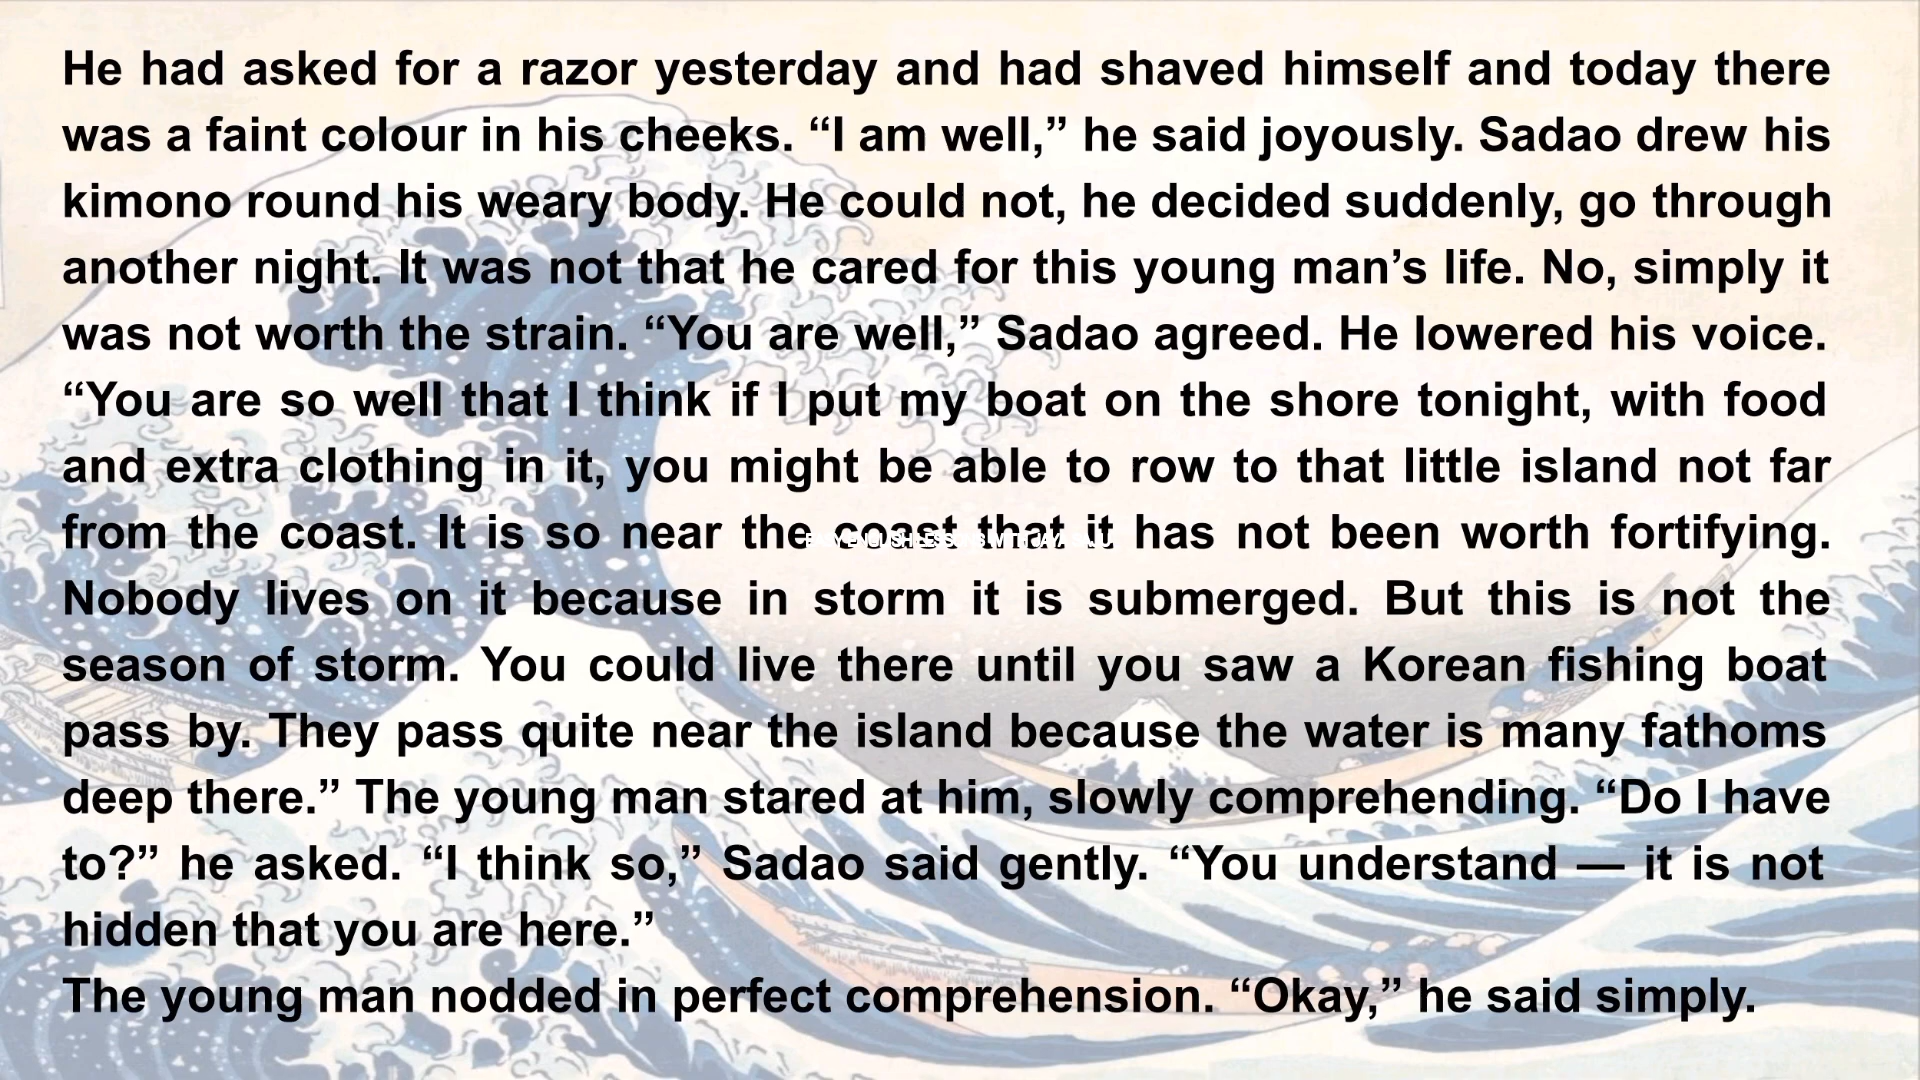 He had asked for a razor yesterday and had shaved himself and today there
was a faint colour in his cheeks. “I am well,” he said joyously. Sadao drew his
kimono round his weary body. He could not, he decided suddenly, go through
another night. It was not that he cared for this young man’s life. No, simply it
was not worth the strain. “You are well,” Sadao agreed. He lowered his voice.
“You are so well that I think if I put my boat on the shore tonight, with food
and extra clothing in it, you might be able to row to that little island not far
from the coast. It is so near the coast that it has not been worth fortifying.
Nobody lives on it because in storm it is submerged. But this is not the
season of storm. You could live there until you saw a Korean fishing boat
pass by. They pass quite near the island because the water is many fathoms
deep there.” The young man stared at him, slowly comprehending. “Do I have
to?” he asked. “I think so,” Sadao said gently. “You understand — it is not
hidden that you are here.”
The young man nodded in perfect comprehension. “Okay,” he said simply.